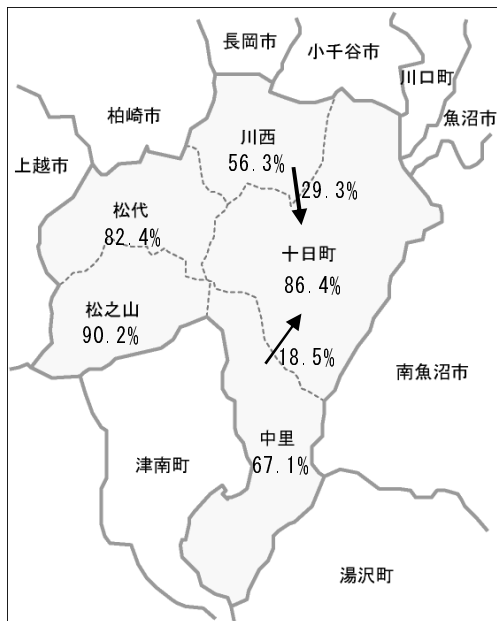 長岡市
小千谷市
川口町
魚沼市
柏崎市
上越市
川西
56.3%
29.3%
松代
82.4%
十日町
86.4%
松之山
90.2%
18.5%
南魚沼市
中里
67.1%
津南町
湯沢町